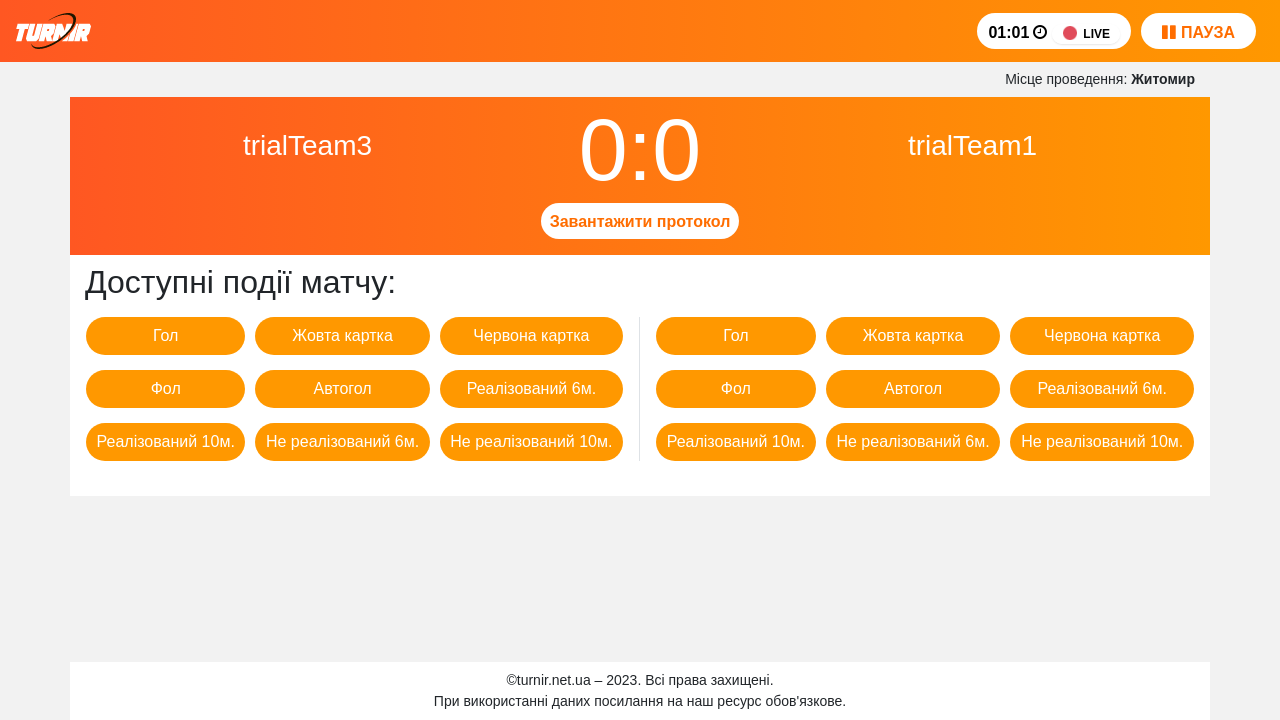 TURNIR
01:01 LIVE ПАУЗА
Місце проведення: Житомир
trialTeam3 0:0 trialTeam1
Завантажити протокол
Доступні події матчу:
Гол Жовта картка Червона картка Гол Жовта картка Червона картка
Фол Автогол Реалізований 6м. Фол Автогол Реалізований 6м.
Реалізований 10м. Не реалізований 6м. Не реалізований 10м. Реалізований 10м. Не реалізований 6м. Не реалізований 10м.
©turnir.net.ua – 2023. Всі права захищені.
При використанні даних посилання на наш ресурс обов'язкове.